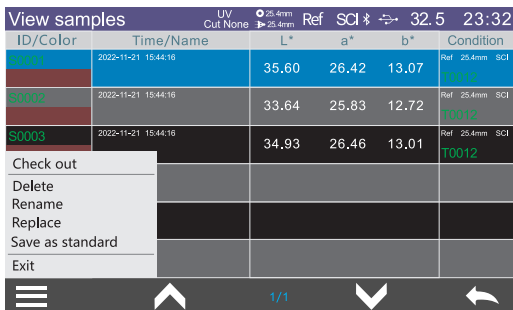 View samples UV Cut None 25.4mm 25.4mm Ref SCI 32.5 23:32
ID/Color Time/Name L* a* b* Condition
S0001 2022-11-21 15:44:16 35.60 26.42 13.07 Ref 25.4mm SCI
T0012
S0002 2022-11-21 15:44:16 33.64 25.83 12.72 Ref 25.4mm SCI
T0012
S0003 2022-11-21 15:44:16 34.93 26.46 13.01 Ref 25.4mm SCI
T0012
Check out
Delete
Rename
Replace
Save as standard
Exit
1/1